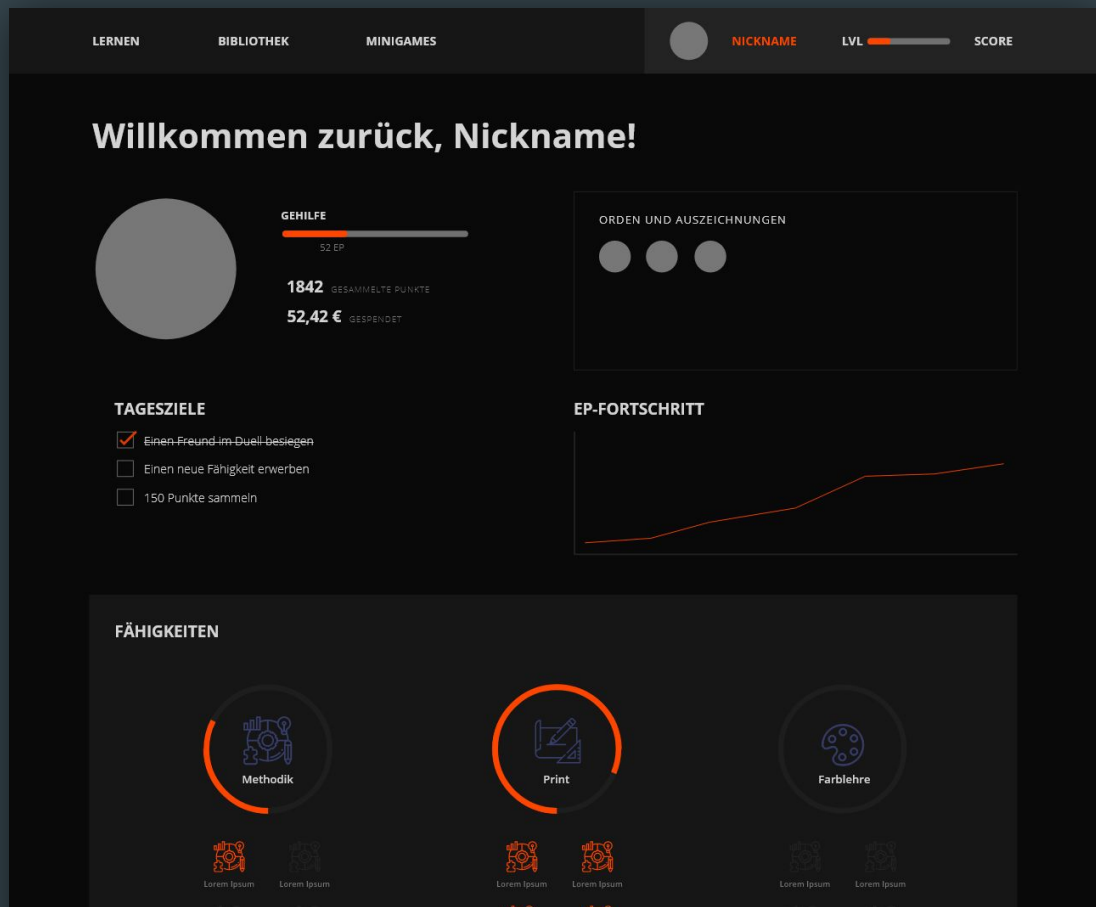 LERNEN BIBLIOTHEK MINIGAMES NICKNAME LVL SCORE
Willkommen zurück, Nickname!
GEHILFE
52 EP
1842 GESAMMELTE PUNKTE
52,42 € GESPENDET
ORDEN UND AUSZEICHNUNGEN
TAGESZIELE
Einen Freund im Duell besiegen
Einen neue Fähigkeit erwerben
150 Punkte sammeln
EP-FORTSCHRITT
FÄHIGKEITEN
Methodik Print Farblehre
Lorem Ipsum Lorem Ipsum Lorem Ipsum Lorem Ipsum Lorem Ipsum Lorem Ipsum